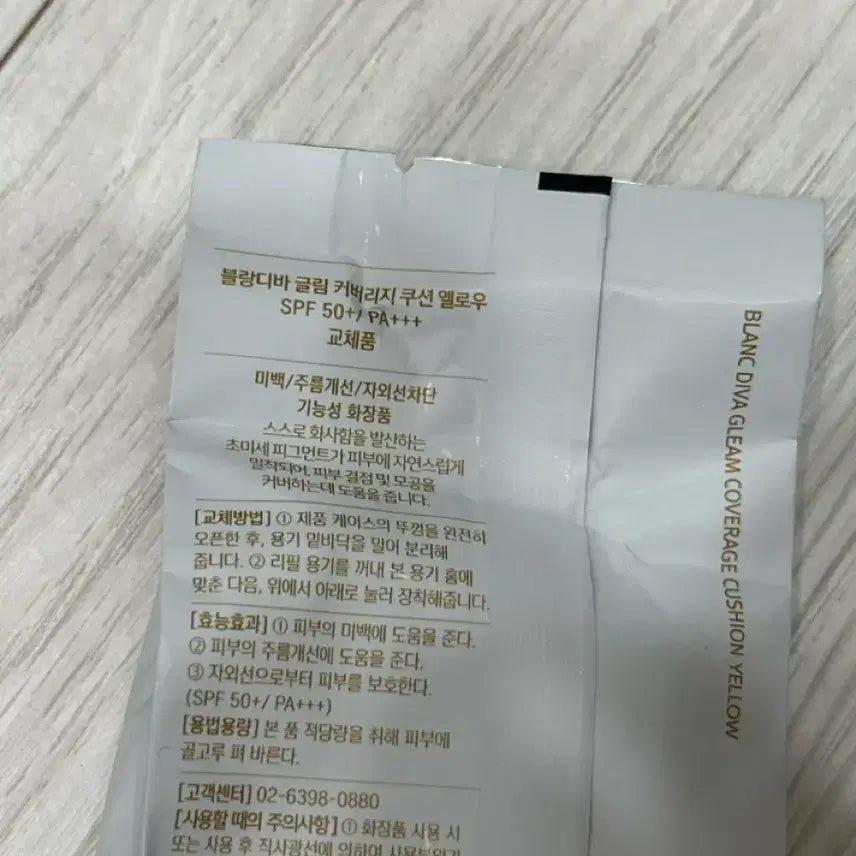 블랑디바 글림 커버리지 쿠션 옐로우
SPF 50+/ PA+++
교체품
미백/주름개선/자외선차단
기능성 화장품
스스로 화사함을 발산하는
초미세 피그먼트가 피부에 자연스럽게
밀착되어, 피부 결점 및 모공을
커버하는데 도움을 줍니다.
[교체방법] ① 제품 케이스의 뚜껑을 완전히
오픈한 후, 용기 밑바닥을 밀어 분리해
줍니다. ② 리필 용기를 꺼내 본 용기 홈에
맞춘 다음, 위에서 아래로 눌러 장착해줍니다.
[효능효과] ① 피부의 미백에 도움을 준다.
② 피부의 주름개선에 도움을 준다.
③ 자외선으로부터 피부를 보호한다.
(SPF 50+/ PA+++)
[용법용량] 본 품 적당량을 취해 피부에
골고루 펴 바른다.
[고객센터] 02-6398-0880
[사용할 때의 주의사항] ① 화장품 사용 시
또는 사용 후 직사광선에 의하여 사용부위가
BLANC DIVA GLEAM COVERAGE CUSHION YELLOW